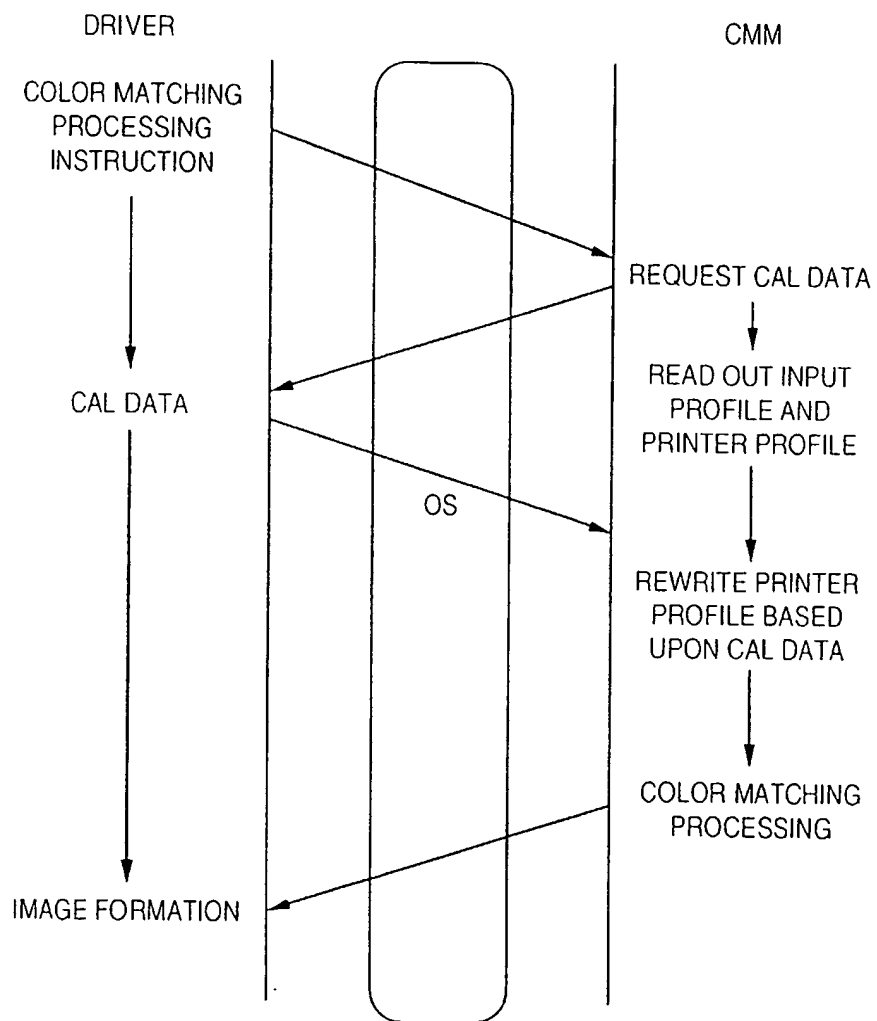 DRIVER
CMM
COLOR MATCHING
PROCESSING
INSTRUCTION
REQUEST CAL DATA
CAL DATA
READ OUT INPUT
PROFILE AND
PRINTER PROFILE
OS
REWRITE PRINTER
PROFILE BASED
UPON CAL DATA
COLOR MATCHING
PROCESSING
IMAGE FORMATION